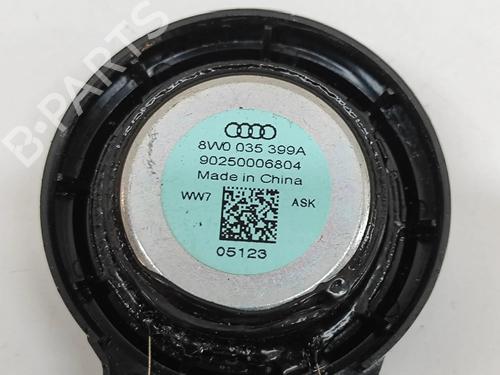 B-PARTS
8W0 035 399A
90250006804
Made in China
WW7 ASK
05123